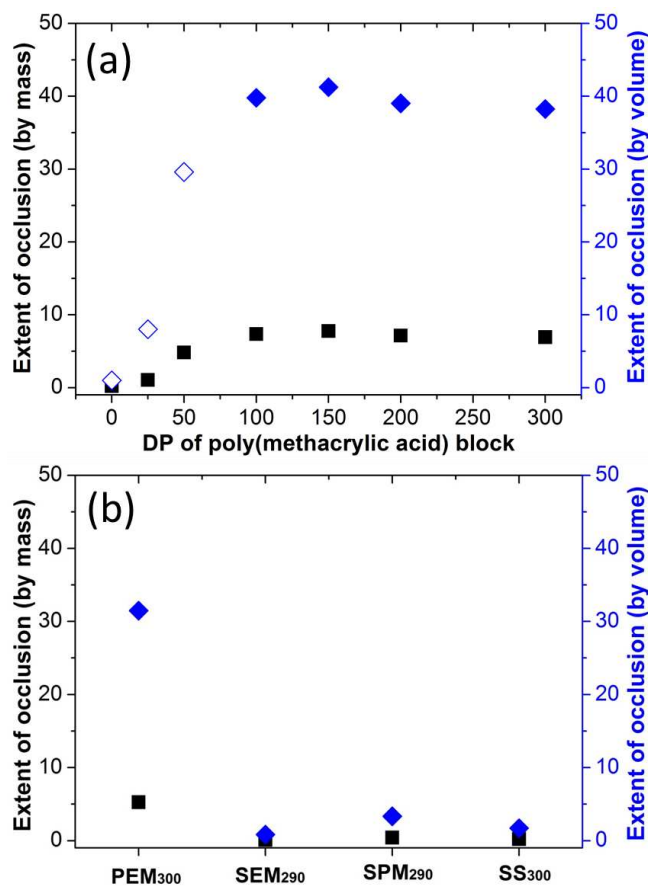 (a)
Extent of occlusion (by mass)
50
40
30
20
10
0
Extent of occlusion (by volume)
50
40
30
20
10
0
0 50 100 150 200 250 300
DP of poly(methacrylic acid) block
(b)
Extent of occlusion (by mass)
50
40
30
20
10
0
Extent of occlusion (by volume)
50
40
30
20
10
0
PEM300 SEM290 SPM290 SS300